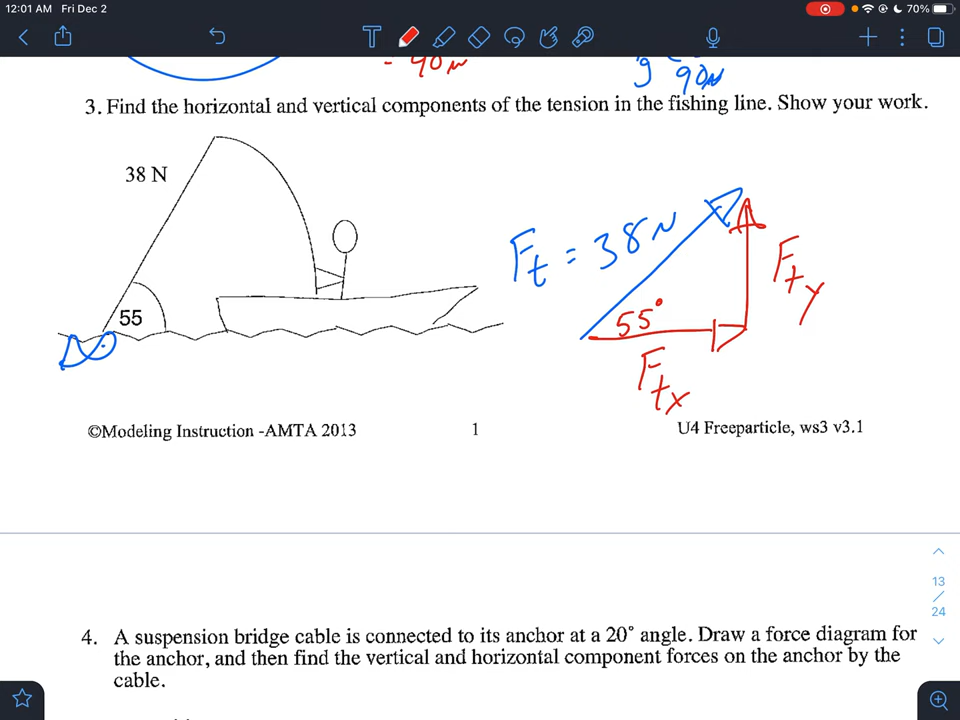 12:01 AM Fri Dec 2
70%
T
= 90 N
g 90N
3. Find the horizontal and vertical components of the tension in the fishing line. Show your work.
38 N
55
Ft = 38 N
55°
Fty
Ftx
©Modeling Instruction -AMTA 2013 1 U4 Freeparticle, ws3 v3.1
13
/
24
4. A suspension bridge cable is connected to its anchor at a 20° angle. Draw a force diagram for
the anchor, and then find the vertical and horizontal component forces on the anchor by the
cable.